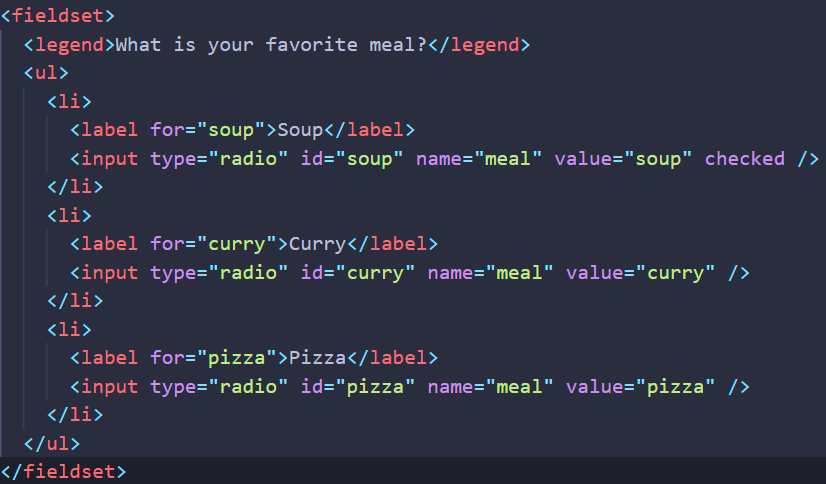 <fieldset>
  <legend>What is your favorite meal?</legend>
  <ul>
    <li>
      <label for="soup">Soup</label>
      <input type="radio" id="soup" name="meal" value="soup" checked />
    </li>
    <li>
      <label for="curry">Curry</label>
      <input type="radio" id="curry" name="meal" value="curry" />
    </li>
    <li>
      <label for="pizza">Pizza</label>
      <input type="radio" id="pizza" name="meal" value="pizza" />
    </li>
  </ul>
</fieldset>